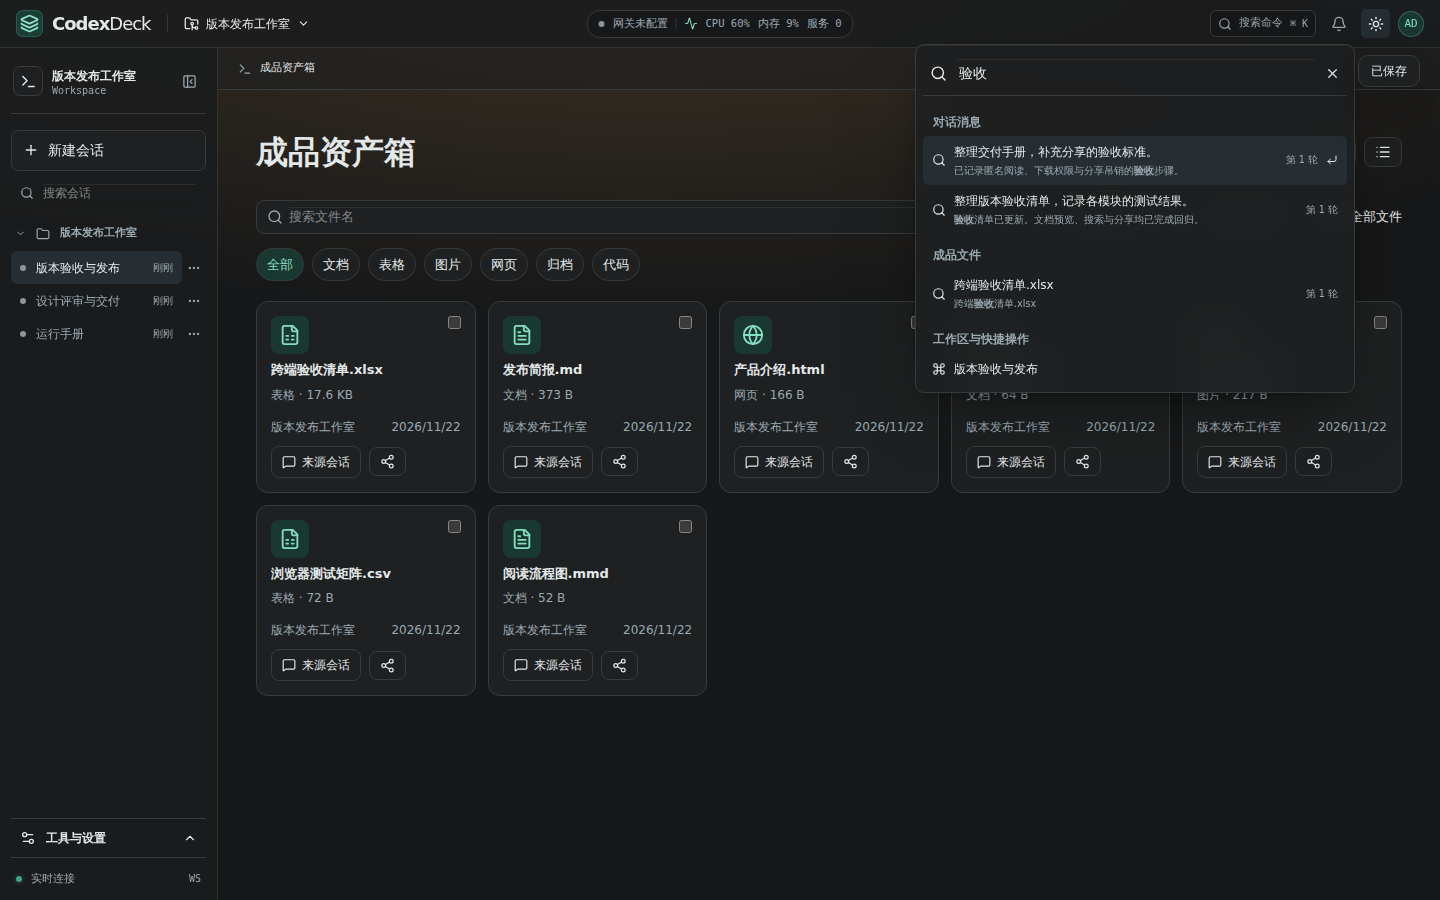 CodexDeck
版本发布工作室
网关未配置
CPU 60% 内存 9% 服务 0
搜索命令 ⌘ K
AD
版本发布工作室
Workspace
新建会话
搜索会话
版本发布工作室
版本验收与发布 刚刚
设计评审与交付 刚刚
运行手册 刚刚
工具与设置
实时连接 WS
成品资产箱
已保存
成品资产箱
搜索文件名
全部文件
全部 文档 表格 图片 网页 归档 代码
验收
对话消息
整理交付手册，补充分享的验收标准。
已记录匿名阅读、下载权限与分享吊销的验收步骤。
第 1 轮
整理版本验收清单，记录各模块的测试结果。
验收清单已更新。文档预览、搜索与分享均已完成回归。
第 1 轮
成品文件
跨端验收清单.xlsx
跨端验收清单.xlsx
第 1 轮
工作区与快捷操作
版本验收与发布
跨端验收清单.xlsx
表格 · 17.6 KB
版本发布工作室 2026/11/22
来源会话
发布简报.md
文档 · 373 B
版本发布工作室 2026/11/22
来源会话
产品介绍.html
网页 · 166 B
版本发布工作室 2026/11/22
来源会话
文档 · 64 B
版本发布工作室 2026/11/22
来源会话
图片 · 217 B
版本发布工作室 2026/11/22
来源会话
浏览器测试矩阵.csv
表格 · 72 B
版本发布工作室 2026/11/22
来源会话
阅读流程图.mmd
文档 · 52 B
版本发布工作室 2026/11/22
来源会话